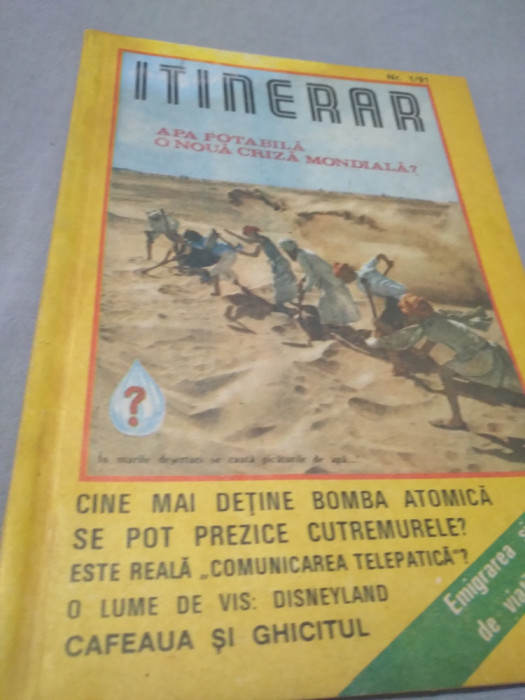 Nr. 1/91
ITINERAR
APA POTABILĂ
O NOUĂ CRIZĂ MONDIALĂ?
?
În marile deșerturi se caută picăturile de apă...
CINE MAI DEȚINE BOMBA ATOMICĂ
SE POT PREZICE CUTREMURELE?
ESTE REALĂ „COMUNICAREA TELEPATICĂ"?
O LUME DE VIS: DISNEYLAND
CAFEAUA ȘI GHICITUL
Emigrarea
de